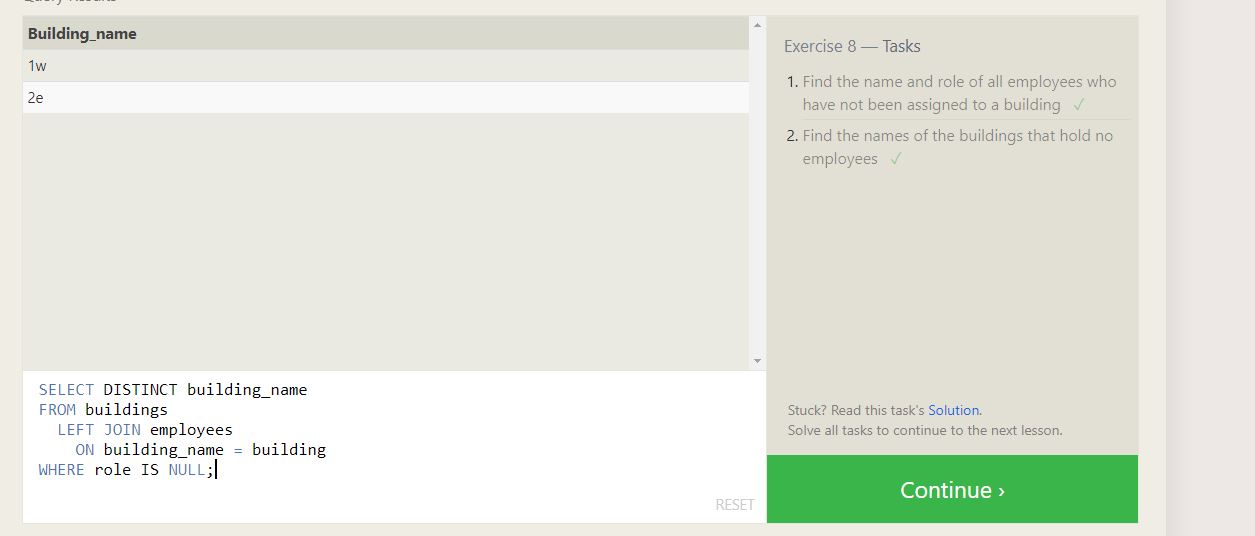 Query Results
Building_name
1w
2e
SELECT DISTINCT building_name
FROM buildings
LEFT JOIN employees
ON building_name = building
WHERE role IS NULL;
RESET
Exercise 8 — Tasks
1. Find the name and role of all employees who
have not been assigned to a building ✓
2. Find the names of the buildings that hold no
employees ✓
Stuck? Read this task's Solution.
Solve all tasks to continue to the next lesson.
Continue ›